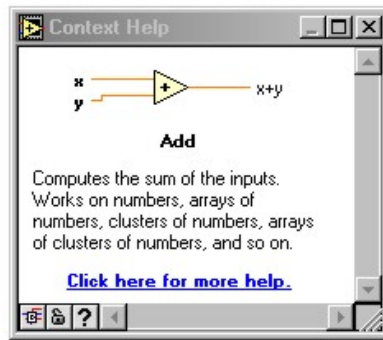 Context Help
x
y
+
x+y
Add
Computes the sum of the inputs.
Works on numbers, arrays of
numbers, clusters of numbers, arrays
of clusters of numbers, and so on.
Click here for more help.
?